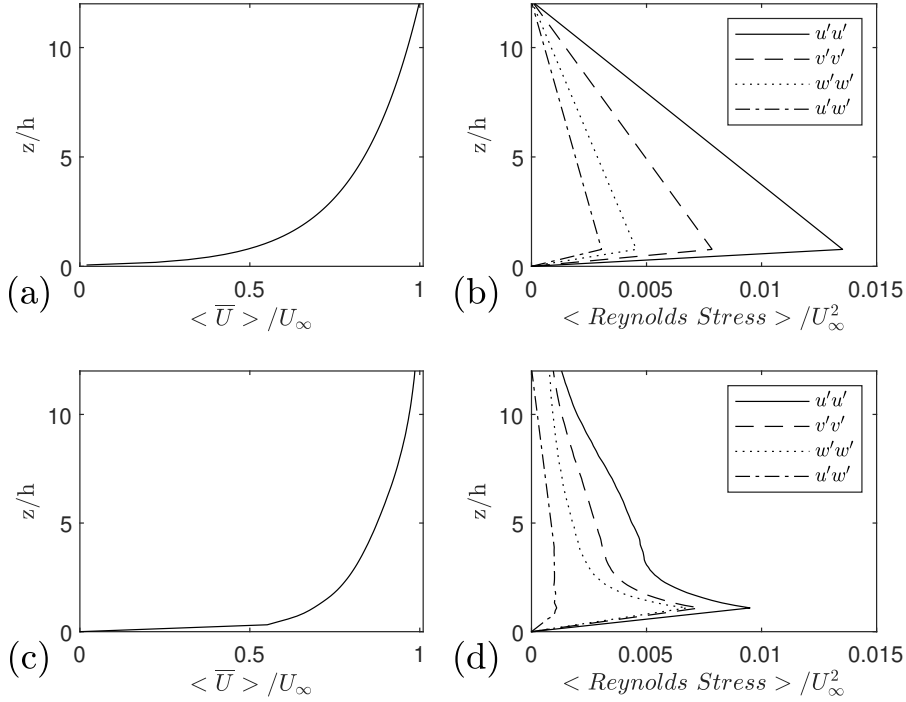 10
5
0
z/h
0
0.5
1
< U̅ > /U∞
(a)
10
5
0
z/h
0
0.005
0.01
0.015
< Reynolds Stress > /U²∞
(b)
u′u′
v′v′
w′w′
u′w′
10
5
0
z/h
0
0.5
1
< U̅ > /U∞
(c)
10
5
0
z/h
0
0.005
0.01
0.015
< Reynolds Stress > /U²∞
(d)
u′u′
v′v′
w′w′
u′w′